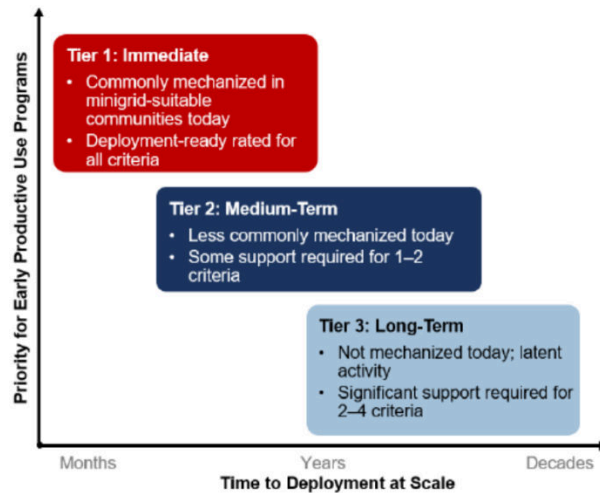 Priority for Early Productive Use Programs
Tier 1: Immediate
• Commonly mechanized in
minigrid-suitable
communities today
• Deployment-ready rated for
all criteria
Tier 2: Medium-Term
• Less commonly mechanized today
• Some support required for 1–2
criteria
Tier 3: Long-Term
• Not mechanized today; latent
activity
• Significant support required for
2–4 criteria
Months Years Decades
Time to Deployment at Scale